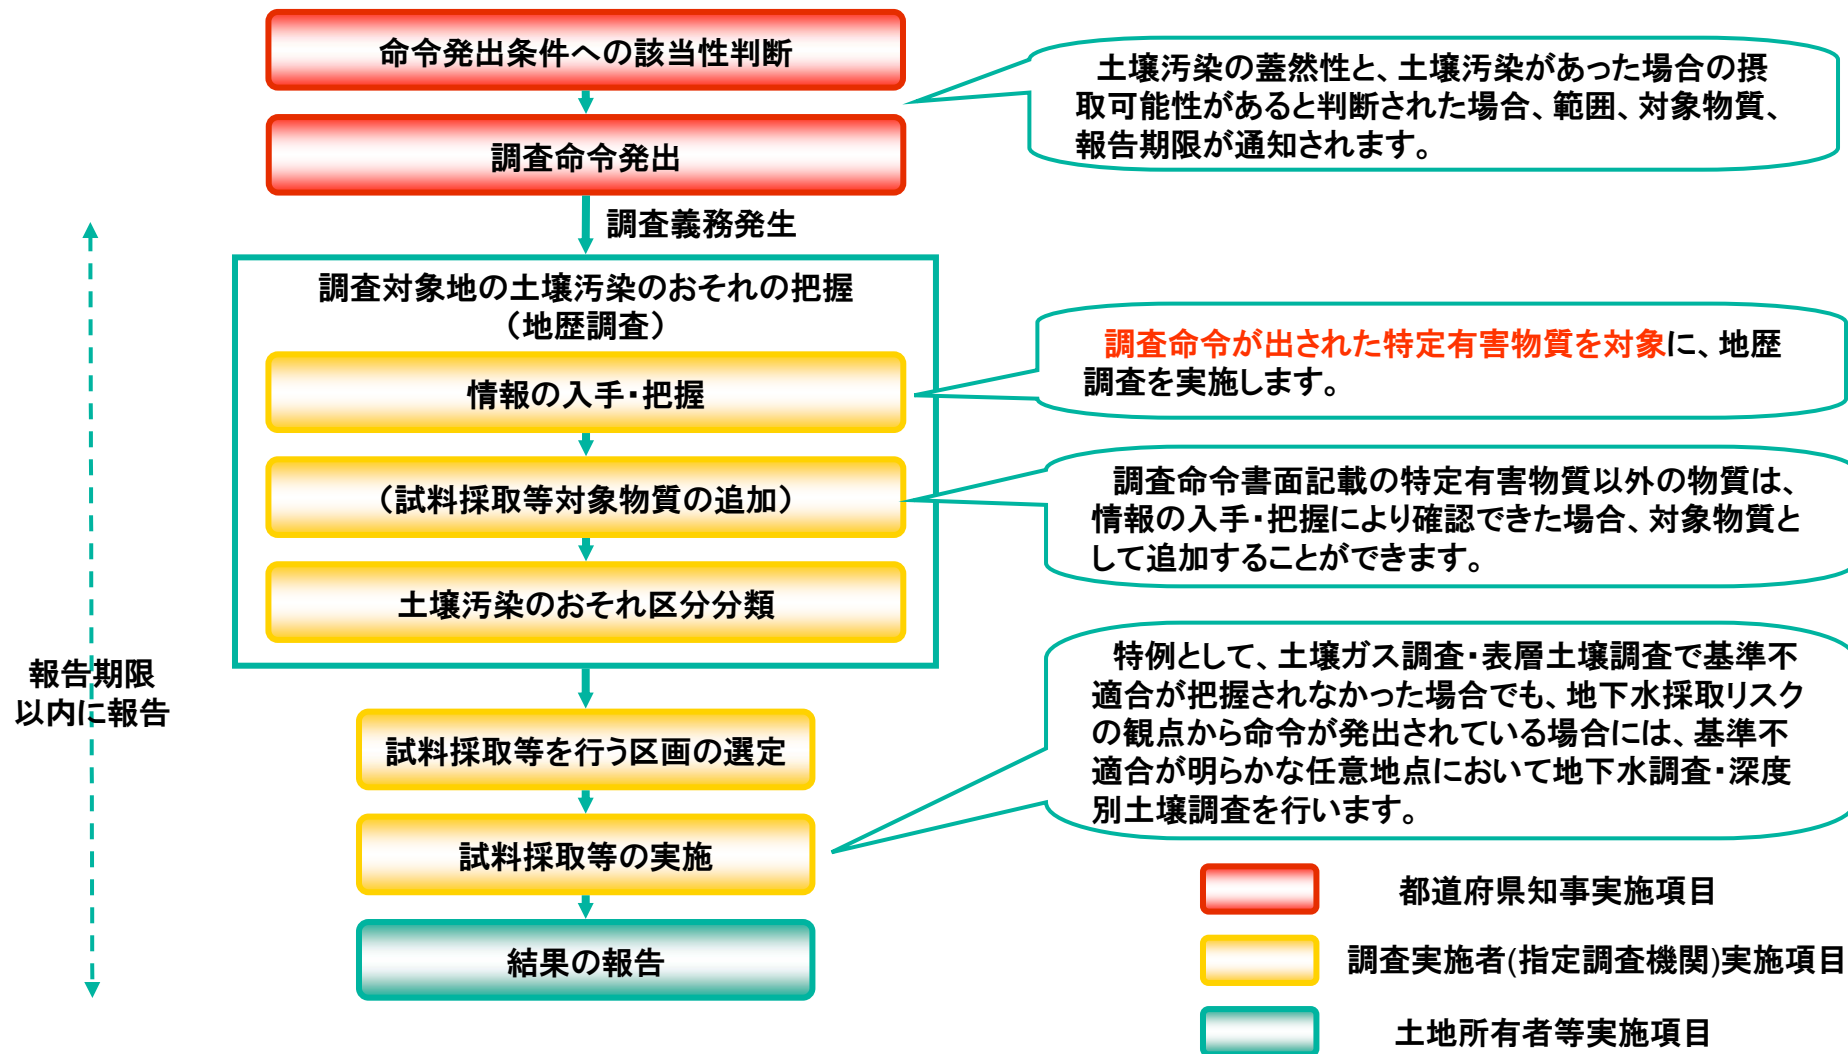 命令発出条件への該当性判断
土壌汚染の蓋然性と、土壌汚染があった場合の摂
取可能性があると判断された場合、範囲、対象物質、
報告期限が通知されます。
調査命令発出
調査義務発生
調査対象地の土壌汚染のおそれの把握
（地歴調査）
調査命令が出された特定有害物質を対象に、地歴
調査を実施します。
情報の入手・把握
（試料採取等対象物質の追加）
調査命令書面記載の特定有害物質以外の物質は、
情報の入手・把握により確認できた場合、対象物質と
して追加することができます。
土壌汚染のおそれ区分分類
報告期限
以内に報告
特例として、土壌ガス調査・表層土壌調査で基準不
適合が把握されなかった場合でも、地下水採取リスク
の観点から命令が発出されている場合には、基準不
適合が明らかな任意地点において地下水調査・深度
別土壌調査を行います。
試料採取等を行う区画の選定
試料採取等の実施
結果の報告
都道府県知事実施項目
調査実施者(指定調査機関)実施項目
土地所有者等実施項目